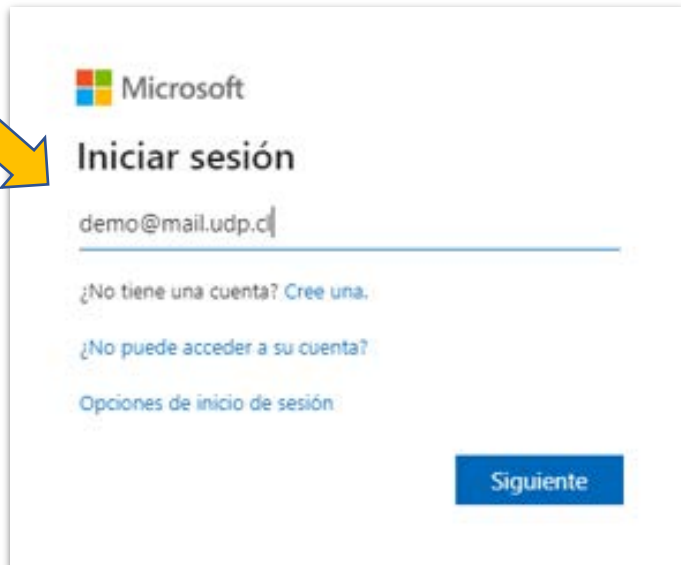 Microsoft
Iniciar sesión
demo@mail.udp.cl
¿No tiene una cuenta? Cree una.
¿No puede acceder a su cuenta?
Opciones de inicio de sesión
Siguiente